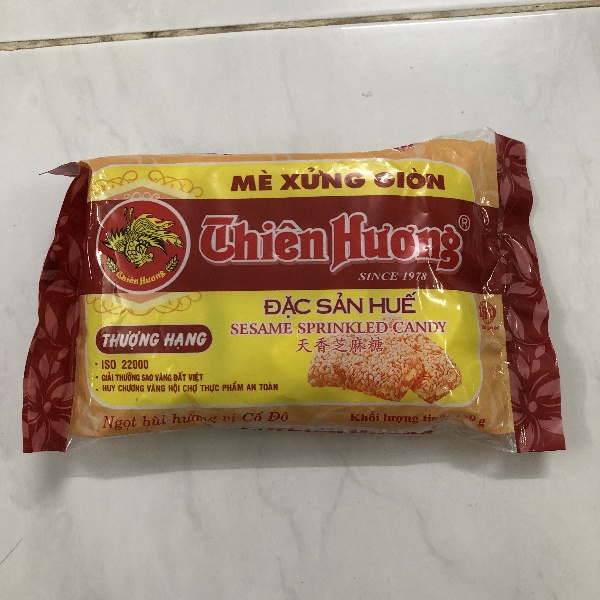 MÈ XỬNG GIÒN
Thiên Hương®
SINCE 1978
Thiên Hương
ĐẶC SẢN HUẾ
SESAME SPRINKLED CANDY
天香芝麻糖
THƯỢNG HẠNG
· ISO 22000
· GIẢI THƯỞNG SAO VÀNG ĐẤT VIỆT
· HUY CHƯƠNG VÀNG HỘI CHỢ THỰC PHẨM AN TOÀN
Ngọt bùi hương vị Cố Đô
Khối lượng